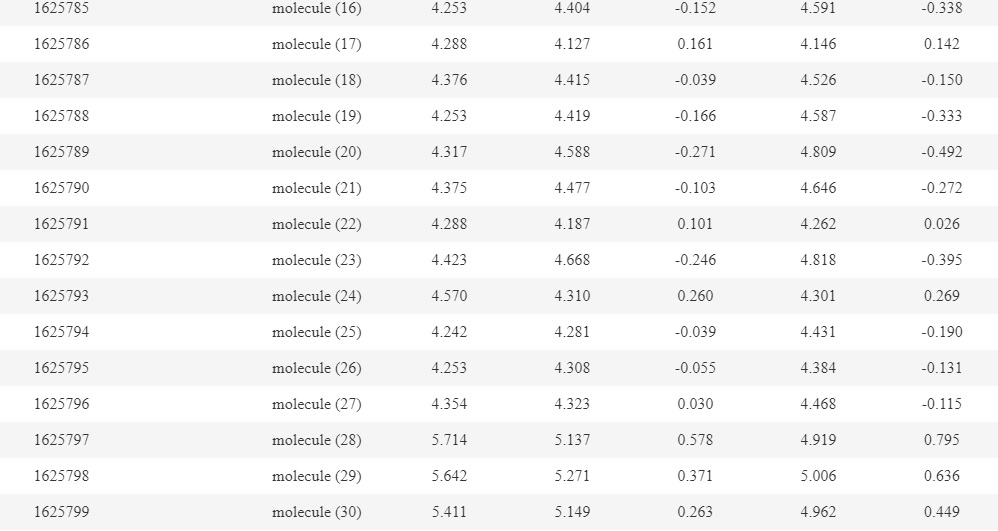 1625785 molecule (16) 4.253 4.404 -0.152 4.591 -0.338
1625786 molecule (17) 4.288 4.127 0.161 4.146 0.142
1625787 molecule (18) 4.376 4.415 -0.039 4.526 -0.150
1625788 molecule (19) 4.253 4.419 -0.166 4.587 -0.333
1625789 molecule (20) 4.317 4.588 -0.271 4.809 -0.492
1625790 molecule (21) 4.375 4.477 -0.103 4.646 -0.272
1625791 molecule (22) 4.288 4.187 0.101 4.262 0.026
1625792 molecule (23) 4.423 4.668 -0.246 4.818 -0.395
1625793 molecule (24) 4.570 4.310 0.260 4.301 0.269
1625794 molecule (25) 4.242 4.281 -0.039 4.431 -0.190
1625795 molecule (26) 4.253 4.308 -0.055 4.384 -0.131
1625796 molecule (27) 4.354 4.323 0.030 4.468 -0.115
1625797 molecule (28) 5.714 5.137 0.578 4.919 0.795
1625798 molecule (29) 5.642 5.271 0.371 5.006 0.636
1625799 molecule (30) 5.411 5.149 0.263 4.962 0.449